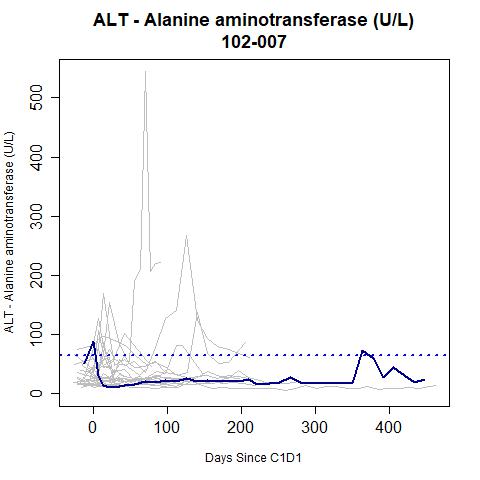 ALT - Alanine aminotransferase (U/L)
102-007
ALT - Alanine aminotransferase (U/L)
500
400
300
200
100
0
0 100 200 300 400
Days Since C1D1